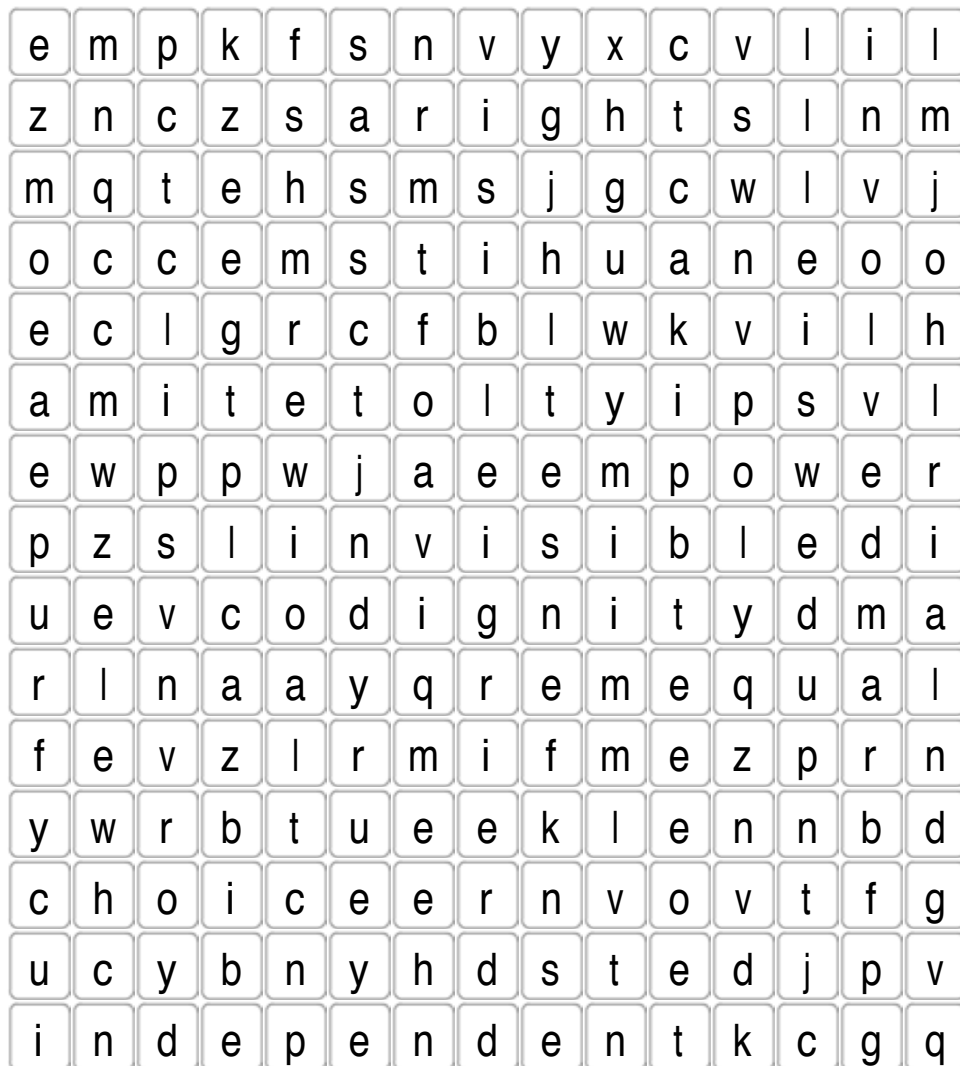 e m p k f s n v y x c v l i l
z n c z s a r i g h t s l n m
m q t e h s m s j g c w l v j
o c c e m s t i h u a n e o o
e c l g r c f b l w k v i l h
a m i t e t o l t y i p s v l
e w p p w j a e e m p o w e r
p z s l i n v i s i b l e d i
u e v c o d i g n i t y d m a
r l n a a y q r e m e q u a l
f e v z l r m i f m e z p r n
y w r b t u e e k l e n n b d
c h o i c e e r n v o v t f g
u c y b n y h d s t e d j p v
i n d e p e n d e n t k c g q